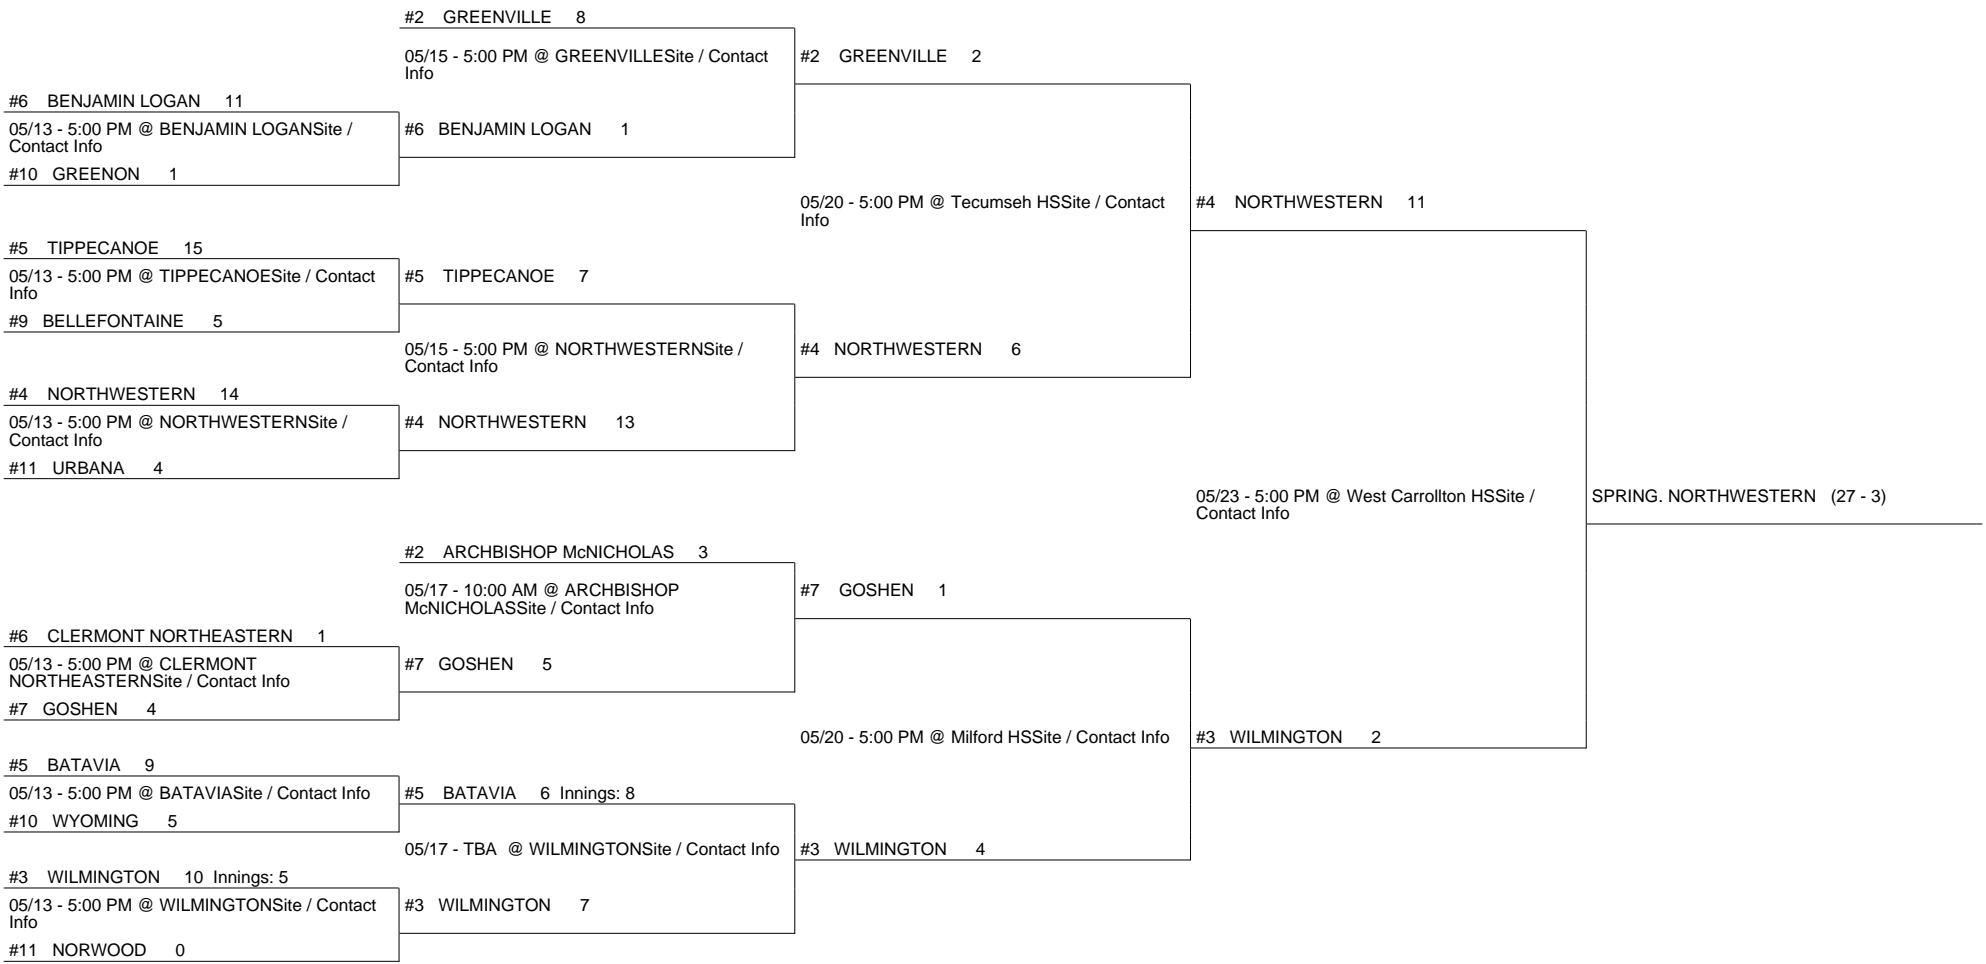 #2 GREENVILLE 8
05/15 - 5:00 PM @ GREENVILLESite / Contact
Info
#2 GREENVILLE 2
#6 BENJAMIN LOGAN 11
05/13 - 5:00 PM @ BENJAMIN LOGANSite /
Contact Info
#6 BENJAMIN LOGAN 1
#10 GREENON 1
05/20 - 5:00 PM @ Tecumseh HSSite / Contact
Info
#4 NORTHWESTERN 11
#5 TIPPECANOE 15
05/13 - 5:00 PM @ TIPPECANOESite / Contact
Info
#5 TIPPECANOE 7
#9 BELLEFONTAINE 5
05/15 - 5:00 PM @ NORTHWESTERNSite /
Contact Info
#4 NORTHWESTERN 6
#4 NORTHWESTERN 14
05/13 - 5:00 PM @ NORTHWESTERNSite /
Contact Info
#4 NORTHWESTERN 13
#11 URBANA 4
05/23 - 5:00 PM @ West Carrollton HSSite /
Contact Info
SPRING. NORTHWESTERN (27 - 3)
#2 ARCHBISHOP McNICHOLAS 3
05/17 - 10:00 AM @ ARCHBISHOP
McNICHOLASSite / Contact Info
#7 GOSHEN 1
#6 CLERMONT NORTHEASTERN 1
05/13 - 5:00 PM @ CLERMONT
NORTHEASTERNSite / Contact Info
#7 GOSHEN 5
#7 GOSHEN 4
05/20 - 5:00 PM @ Milford HSSite / Contact Info
#3 WILMINGTON 2
#5 BATAVIA 9
05/13 - 5:00 PM @ BATAVIASite / Contact Info
#5 BATAVIA 6 Innings: 8
#10 WYOMING 5
05/17 - TBA @ WILMINGTONSite / Contact Info
#3 WILMINGTON 4
#3 WILMINGTON 10 Innings: 5
05/13 - 5:00 PM @ WILMINGTONSite / Contact
Info
#3 WILMINGTON 7
#11 NORWOOD 0